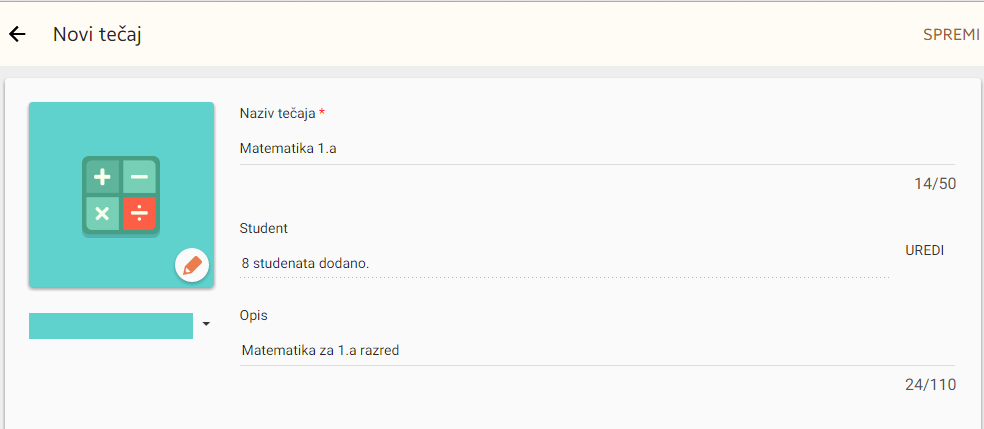 Novi tečaj
SPREMI
Naziv tečaja *
Matematika 1.a
14/50
Student
8 studenata dodano.
UREDI
Opis
Matematika za 1.a razred
24/110